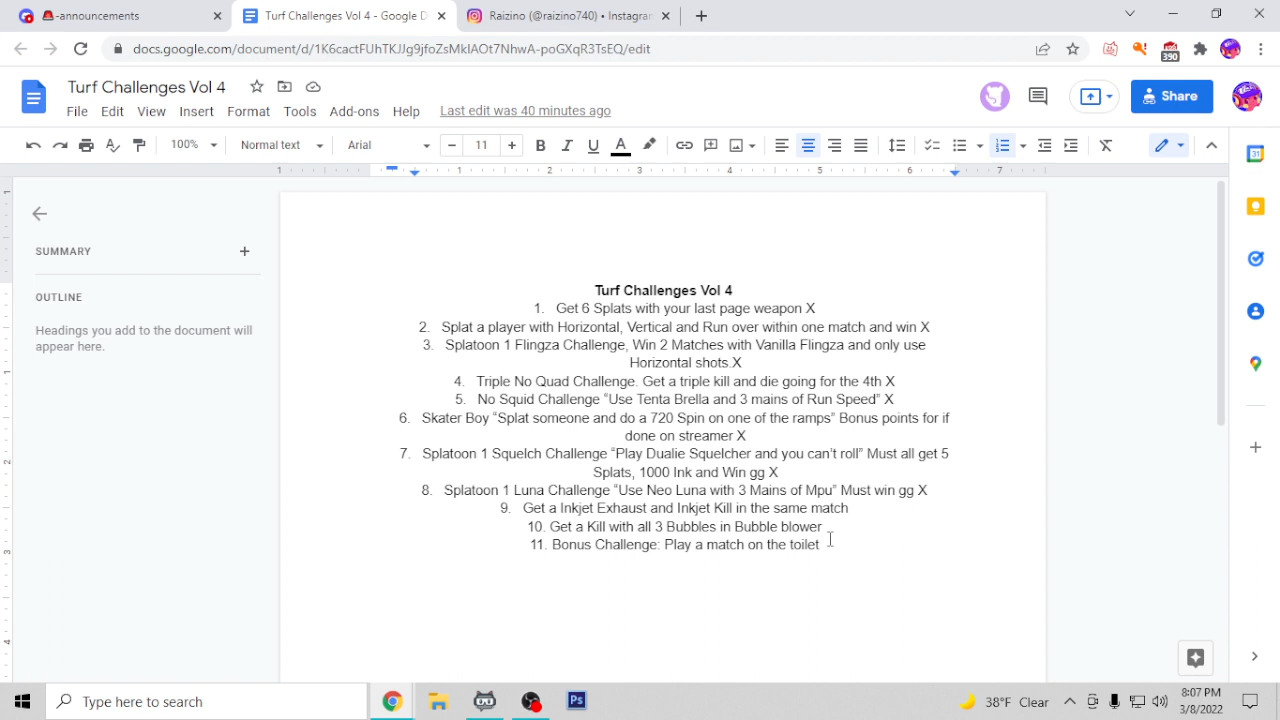 -announcements
Turf Challenges Vol 4 - Google D
Raizino (@raizino740) • Instagram
docs.google.com/document/d/1K6cactFUhTKJJg9jfoZsMklAOt7NhwA-poGXqR3TsEQ/edit
390
Turf Challenges Vol 4
File Edit View Insert Format Tools Add-ons Help Last edit was 40 minutes ago
Share
100% Normal text Arial 11
1 1 2 3 4 5 6 7
SUMMARY
OUTLINE
Headings you add to the document will
appear here.
Turf Challenges Vol 4
1. Get 6 Splats with your last page weapon X
2. Splat a player with Horizontal, Vertical and Run over within one match and win X
3. Splatoon 1 Flingza Challenge, Win 2 Matches with Vanilla Flingza and only use
Horizontal shots.X
4. Triple No Quad Challenge. Get a triple kill and die going for the 4th X
5. No Squid Challenge “Use Tenta Brella and 3 mains of Run Speed” X
6. Skater Boy “Splat someone and do a 720 Spin on one of the ramps” Bonus points for if
done on streamer X
7. Splatoon 1 Squelch Challenge “Play Dualie Squelcher and you can’t roll” Must all get 5
Splats, 1000 Ink and Win gg X
8. Splatoon 1 Luna Challenge “Use Neo Luna with 3 Mains of Mpu” Must win gg X
9. Get a Inkjet Exhaust and Inkjet Kill in the same match
10. Get a Kill with all 3 Bubbles in Bubble blower
11. Bonus Challenge: Play a match on the toilet
Type here to search
38°F Clear
8:07 PM
3/8/2022